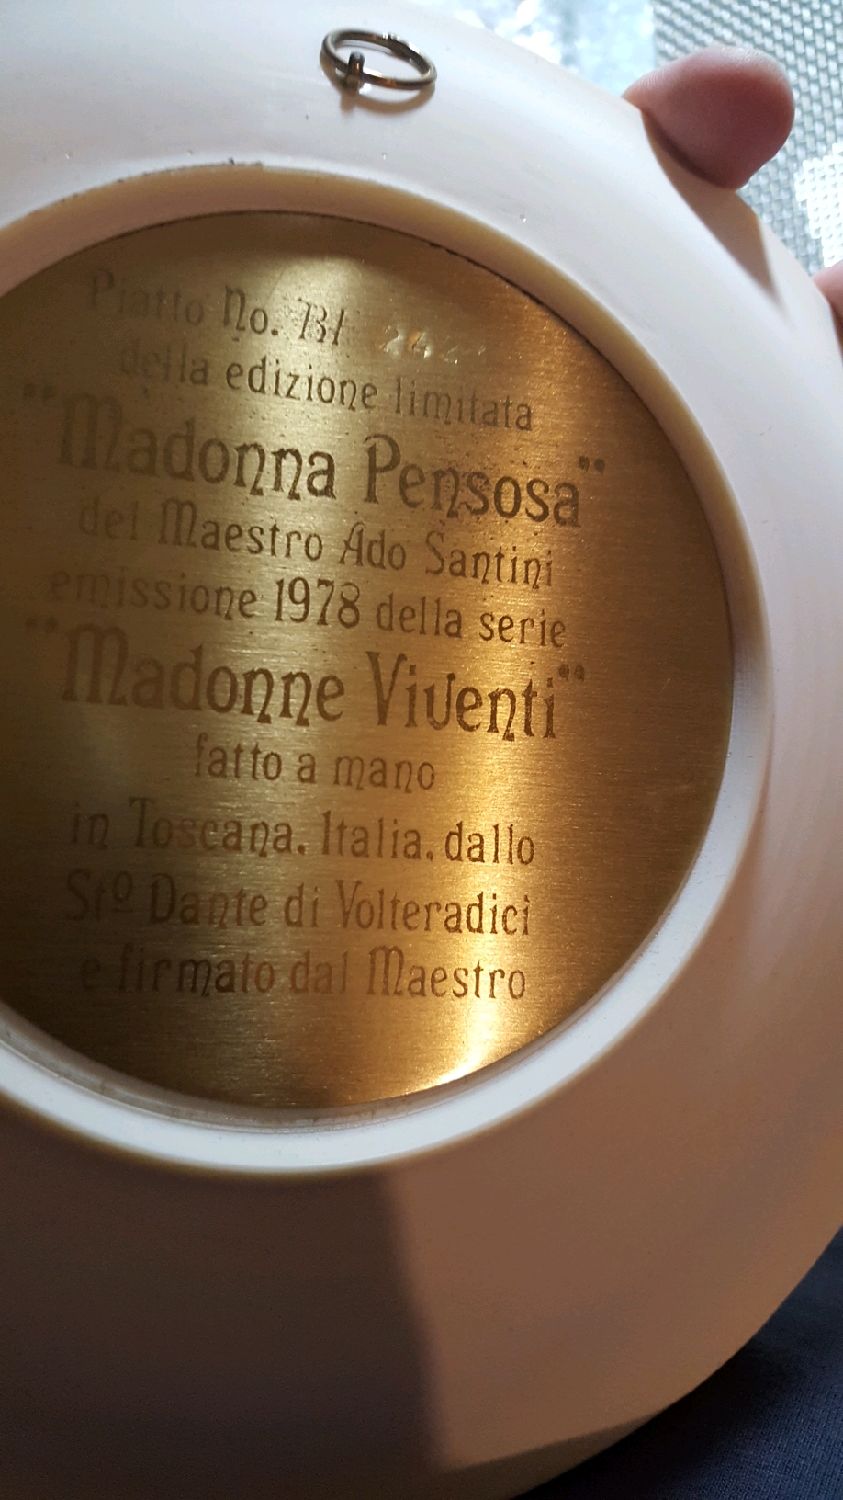 Piatto No. B1
della edizione limitata
"Madonna Pensosa"
del Maestro Ado Santini
emissione 1978 della serie
"Madonne Viventi"
fatto a mano
in Toscana, Italia, dallo
Stº Dante di Volteradici
e firmato dal Maestro